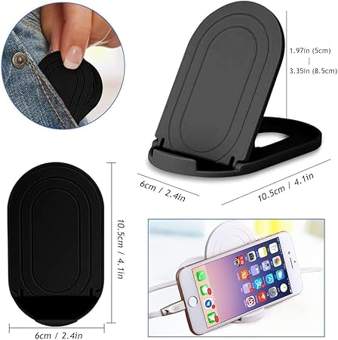 1.97in (5cm)
3.35in (8.5cm)
6cm / 2.4in
10.5cm / 4.1in
10.5cm / 4.1in
6cm / 2.4in